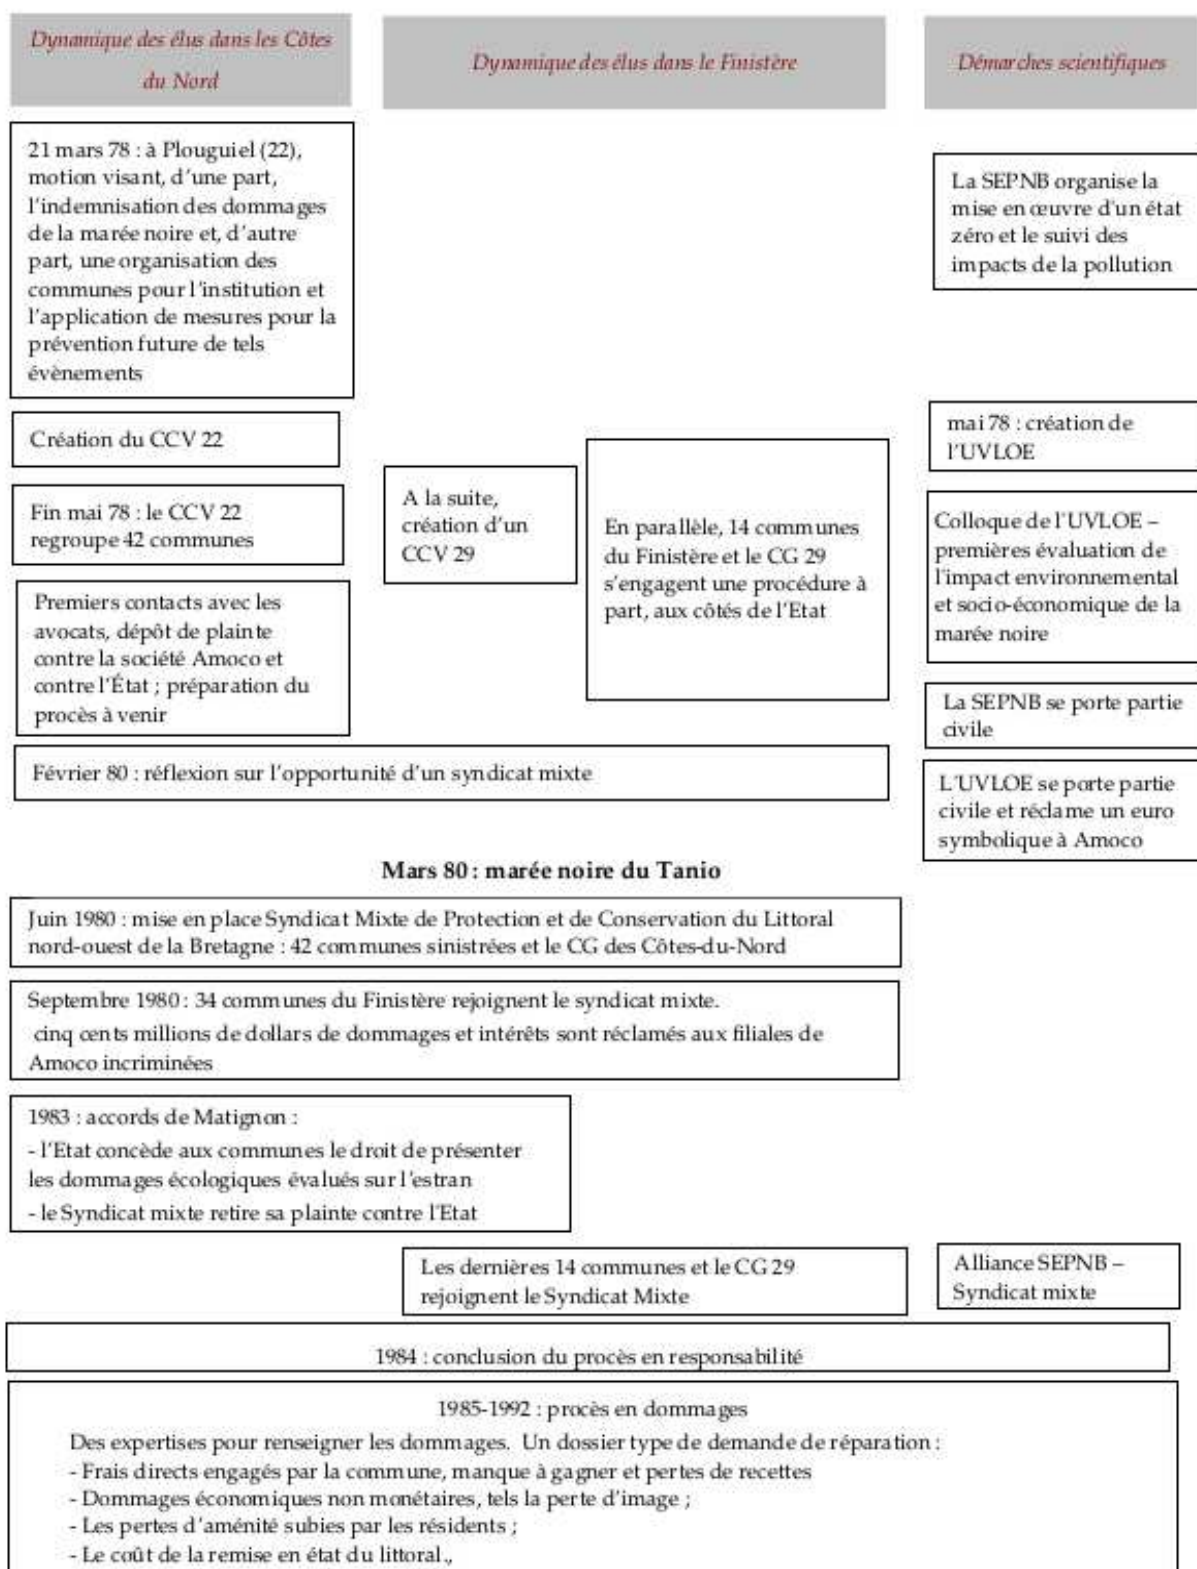 Dynamique des élus dans les Côtes
du Nord
Dynamique des élus dans le Finistère
Démarches scientifiques
21 mars 78 : à Plouguiel (22),
motion visant, d'une part,
l'indemnisation des dommages
de la marée noire et, d'autre
part, une organisation des
communes pour l'institution et
l'application de mesures pour la
prévention future de tels
évènements
La SEPNB organise la
mise en œuvre d'un état
zéro et le suivi des
impacts de la pollution
Création du CCV 22
mai 78 : création de
l'UVLOE
Fin mai 78 : le CCV 22
regroupe 42 communes
A la suite,
création d'un
CCV 29
En parallèle, 14 communes
du Finistère et le CG 29
s'engagent une procédure à
part, aux côtés de l'Etat
Colloque de l'UVLOE –
premières évaluation de
l'impact environnemental
et socio-économique de la
marée noire
Premiers contacts avec les
avocats, dépôt de plainte
contre la société Amoco et
contre l'État ; préparation du
procès à venir
La SEPNB se porte partie
civile
Février 80 : réflexion sur l'opportunité d'un syndicat mixte
L'UVLOE se porte partie
civile et réclame un euro
symbolique à Amoco
Mars 80 : marée noire du Tanio
Juin 1980 : mise en place Syndicat Mixte de Protection et de Conservation du Littoral
nord-ouest de la Bretagne : 42 communes sinistrées et le CG des Côtes-du-Nord
Septembre 1980 : 34 communes du Finistère rejoignent le syndicat mixte.
cinq cents millions de dollars de dommages et intérêts sont réclamés aux filiales de
Amoco incriminées
1983 : accords de Matignon :
- l'Etat concède aux communes le droit de présenter
les dommages écologiques évalués sur l'estran
- le Syndicat mixte retire sa plainte contre l'Etat
Les dernières 14 communes et le CG 29
rejoignent le Syndicat Mixte
Alliance SEPNB –
Syndicat mixte
1984 : conclusion du procès en responsabilité
1985-1992 : procès en dommages
Des expertises pour renseigner les dommages. Un dossier type de demande de réparation :
- Frais directs engagés par la commune, manque à gagner et pertes de recettes
- Dommages économiques non monétaires, tels la perte d'image ;
- Les pertes d'aménité subies par les résidents ;
- Le coût de la remise en état du littoral.,